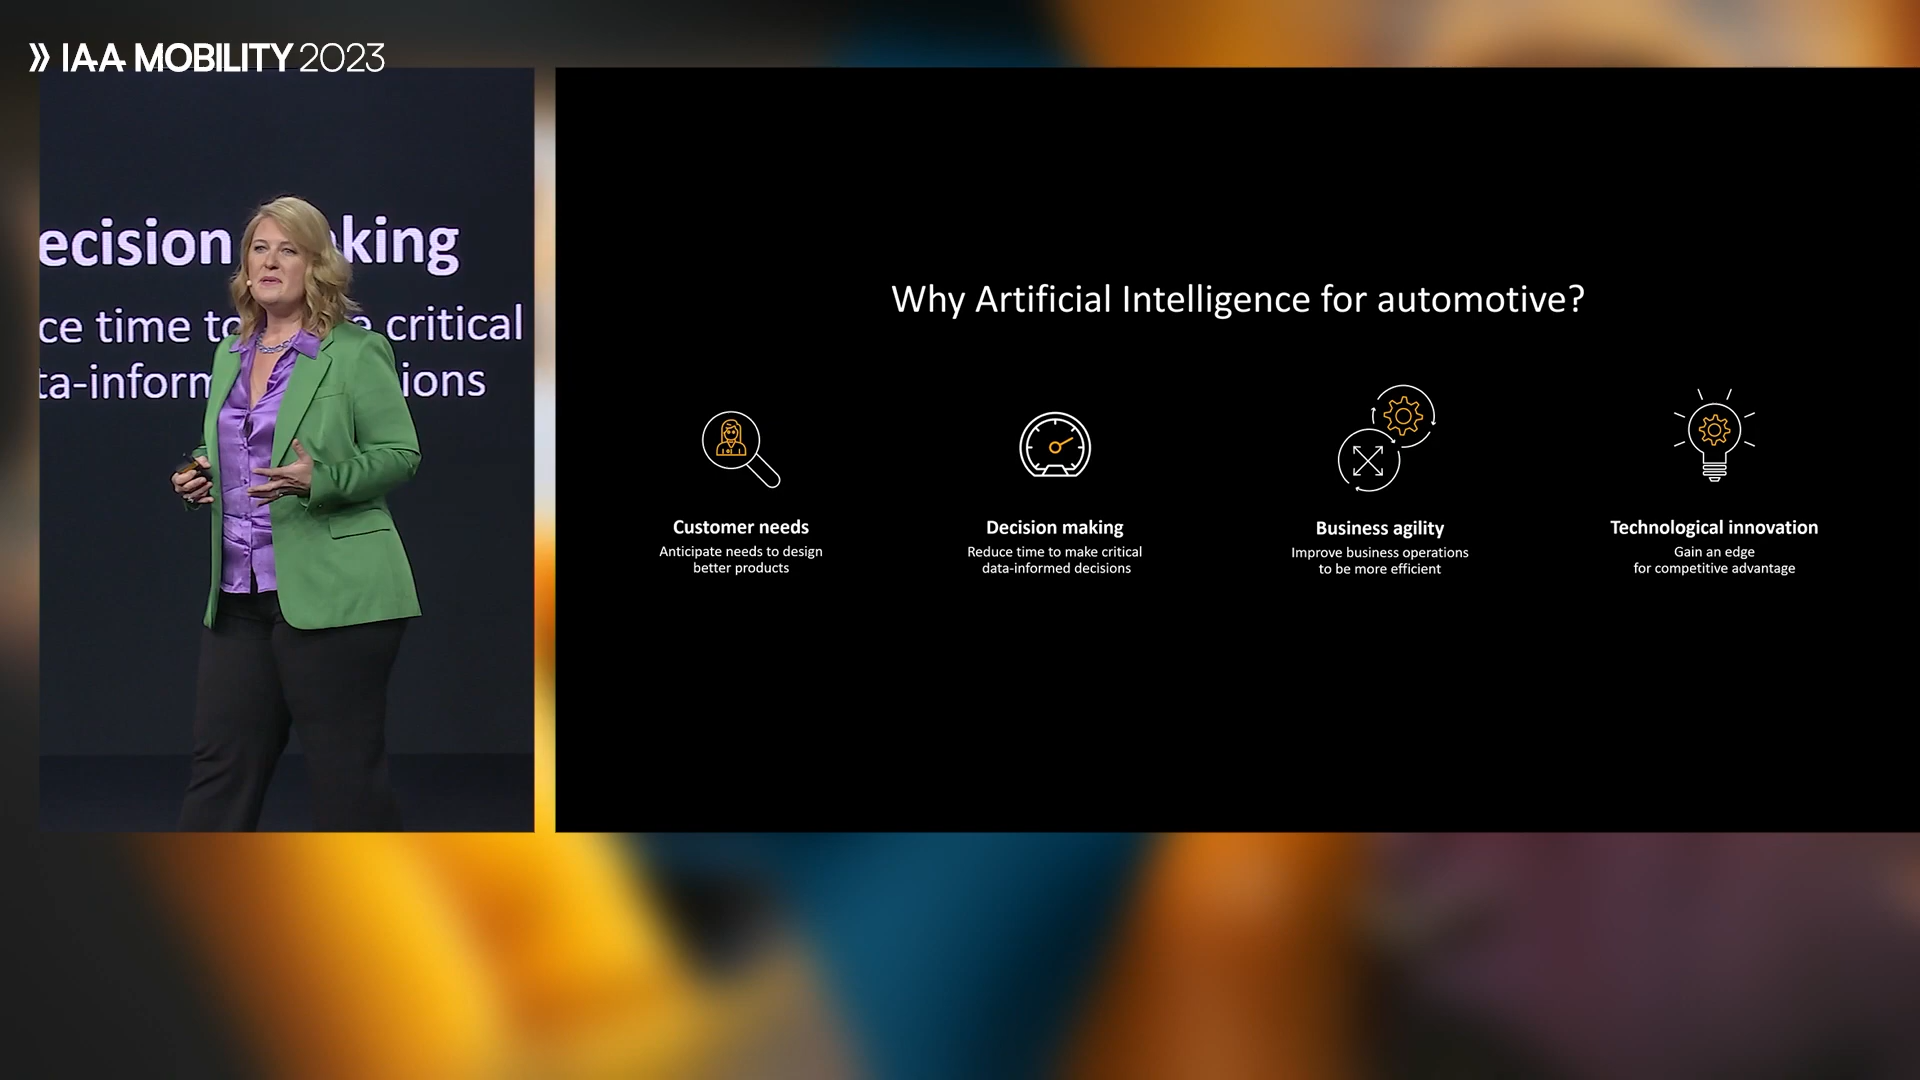 IAA MOBILITY 2023
ecision king
ce time to critical
ta-inform ions
Why Artificial Intelligence for automotive?
Customer needs
Anticipate needs to design
better products
Decision making
Reduce time to make critical
data-informed decisions
Business agility
Improve business operations
to be more efficient
Technological innovation
Gain an edge
for competitive advantage